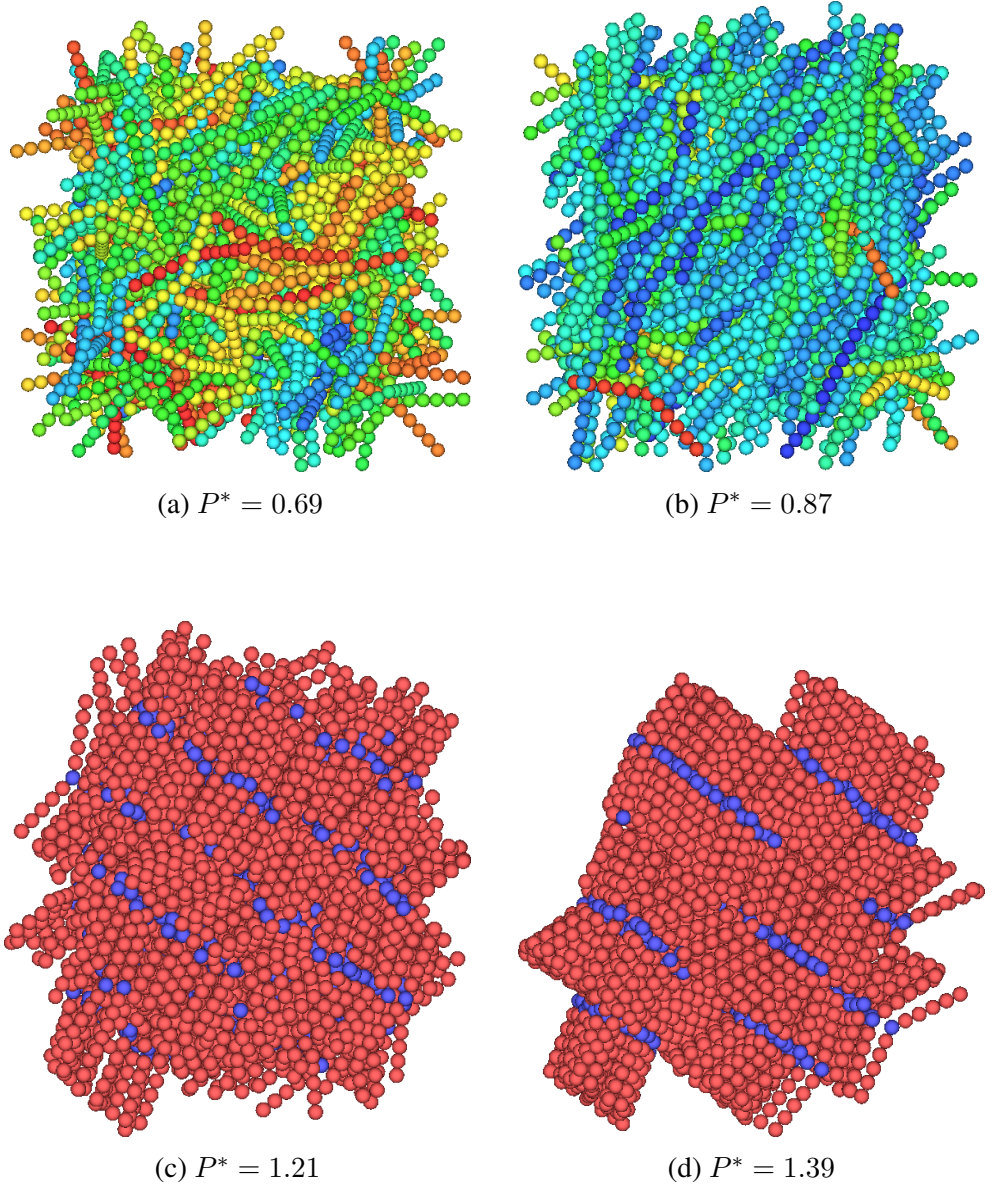 (a) P* = 0.69
(b) P* = 0.87
(c) P* = 1.21
(d) P* = 1.39